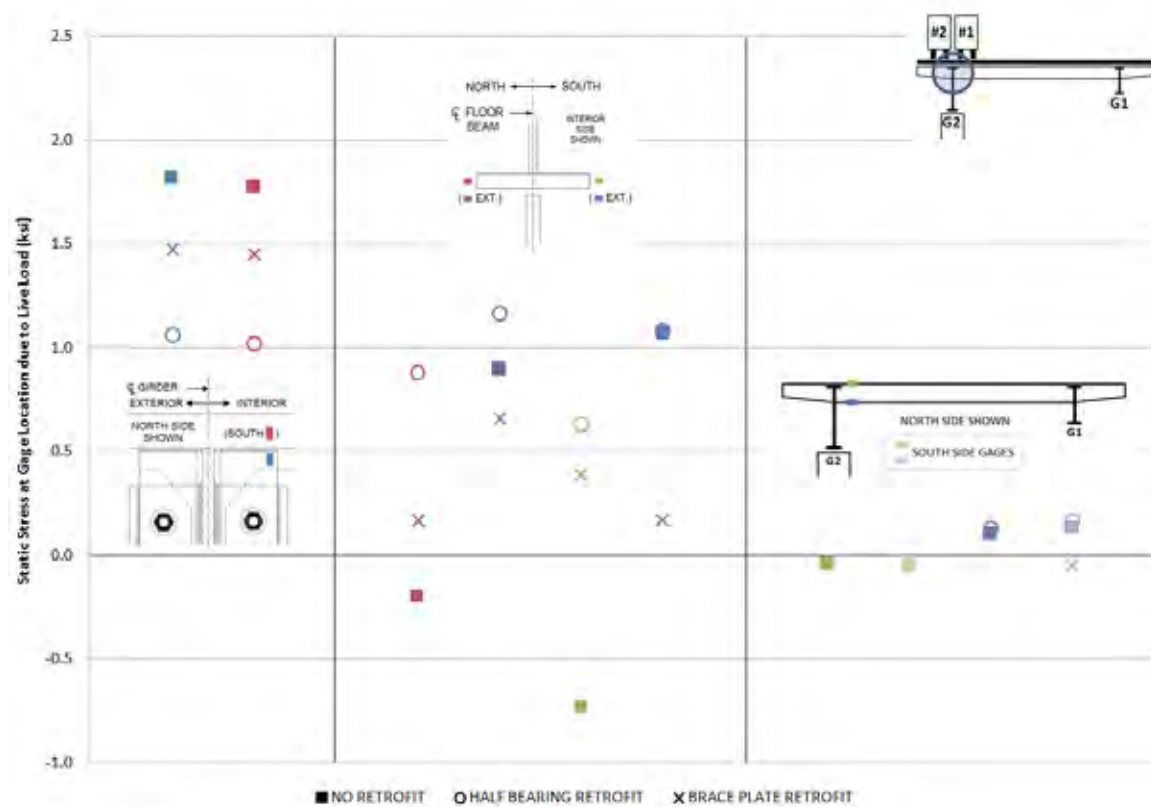 Static Stress at Gage Location due to Live Load (ksi)
2.5
2.0
1.5
1.0
0.5
0.0
-0.5
-1.0
℄ GIRDER
EXTERIOR INTERIOR
NORTH SIDE
SHOWN
(SOUTH )
NORTH SOUTH
℄ FLOOR
BEAM
INTERIOR
SIDE
SHOWN
( EXT.) ( EXT.)
#2 #1
G1
G2
NORTH SIDE SHOWN
G1
SOUTH SIDE GAGES
G2
NO RETROFIT HALF BEARING RETROFIT BRACE PLATE RETROFIT